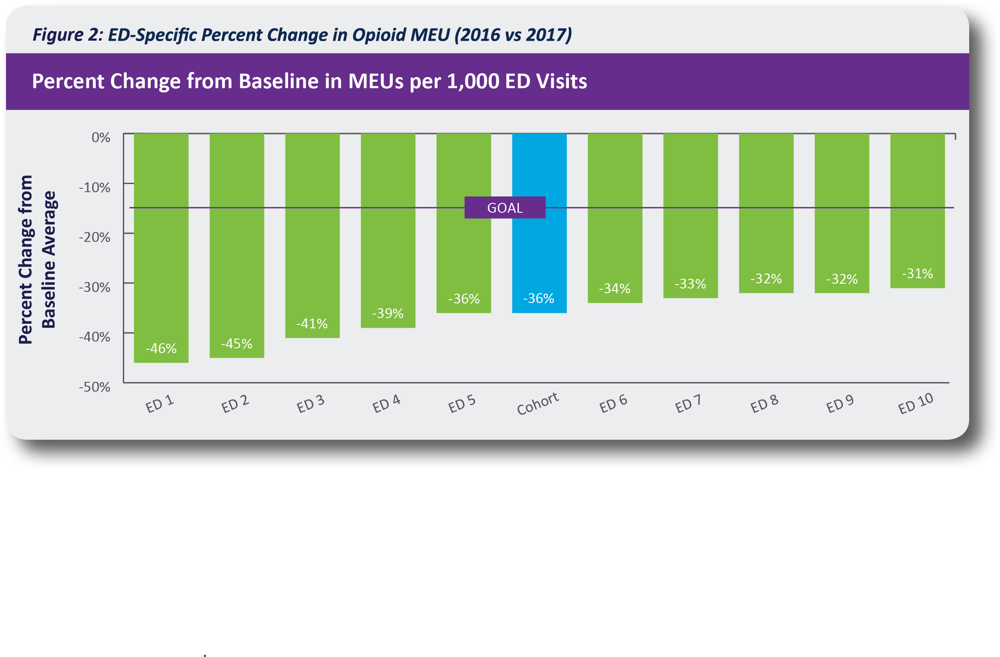 Figure 2: ED-Specific Percent Change in Opioid MEU (2016 vs 2017)
Percent Change from Baseline in MEUs per 1,000 ED Visits
Percent Change from
Baseline Average
0%
-10%
-20%
-30%
-40%
-50%
GOAL
-46%
-45%
-41%
-39%
-36%
-36%
-34%
-33%
-32%
-32%
-31%
ED 1
ED 2
ED 3
ED 4
ED 5
Cohort
ED 6
ED 7
ED 8
ED 9
ED 10
.